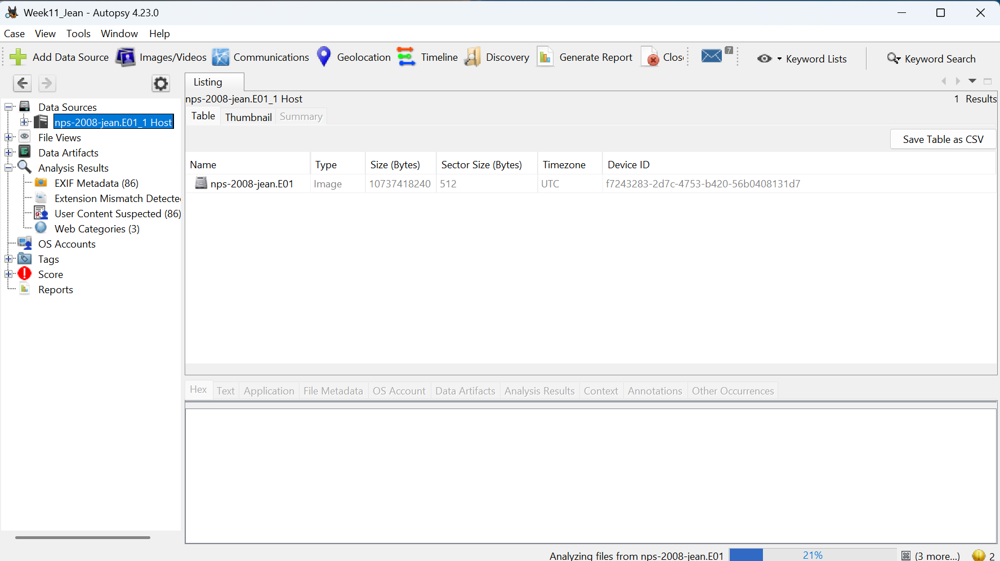 Week11_Jean - Autopsy 4.23.0
Case View Tools Window Help
Add Data Source Images/Videos Communications Geolocation Timeline Discovery Generate Report Clos 7 Keyword Lists Keyword Search
Listing
nps-2008-jean.E01_1 Host 1 Results
Table Thumbnail Summary
Save Table as CSV
Data Sources
nps-2008-jean.E01_1 Host
File Views
Data Artifacts
Analysis Results
EXIF Metadata (86)
Extension Mismatch Detecte
User Content Suspected (86)
Web Categories (3)
OS Accounts
Tags
Score
Reports
Name Type Size (Bytes) Sector Size (Bytes) Timezone Device ID
nps-2008-jean.E01 Image 10737418240 512 UTC f7243283-2d7c-4753-b420-56b0408131d7
Hex Text Application File Metadata OS Account Data Artifacts Analysis Results Context Annotations Other Occurrences
Analyzing files from nps-2008-jean.E01 21% (3 more...) 2